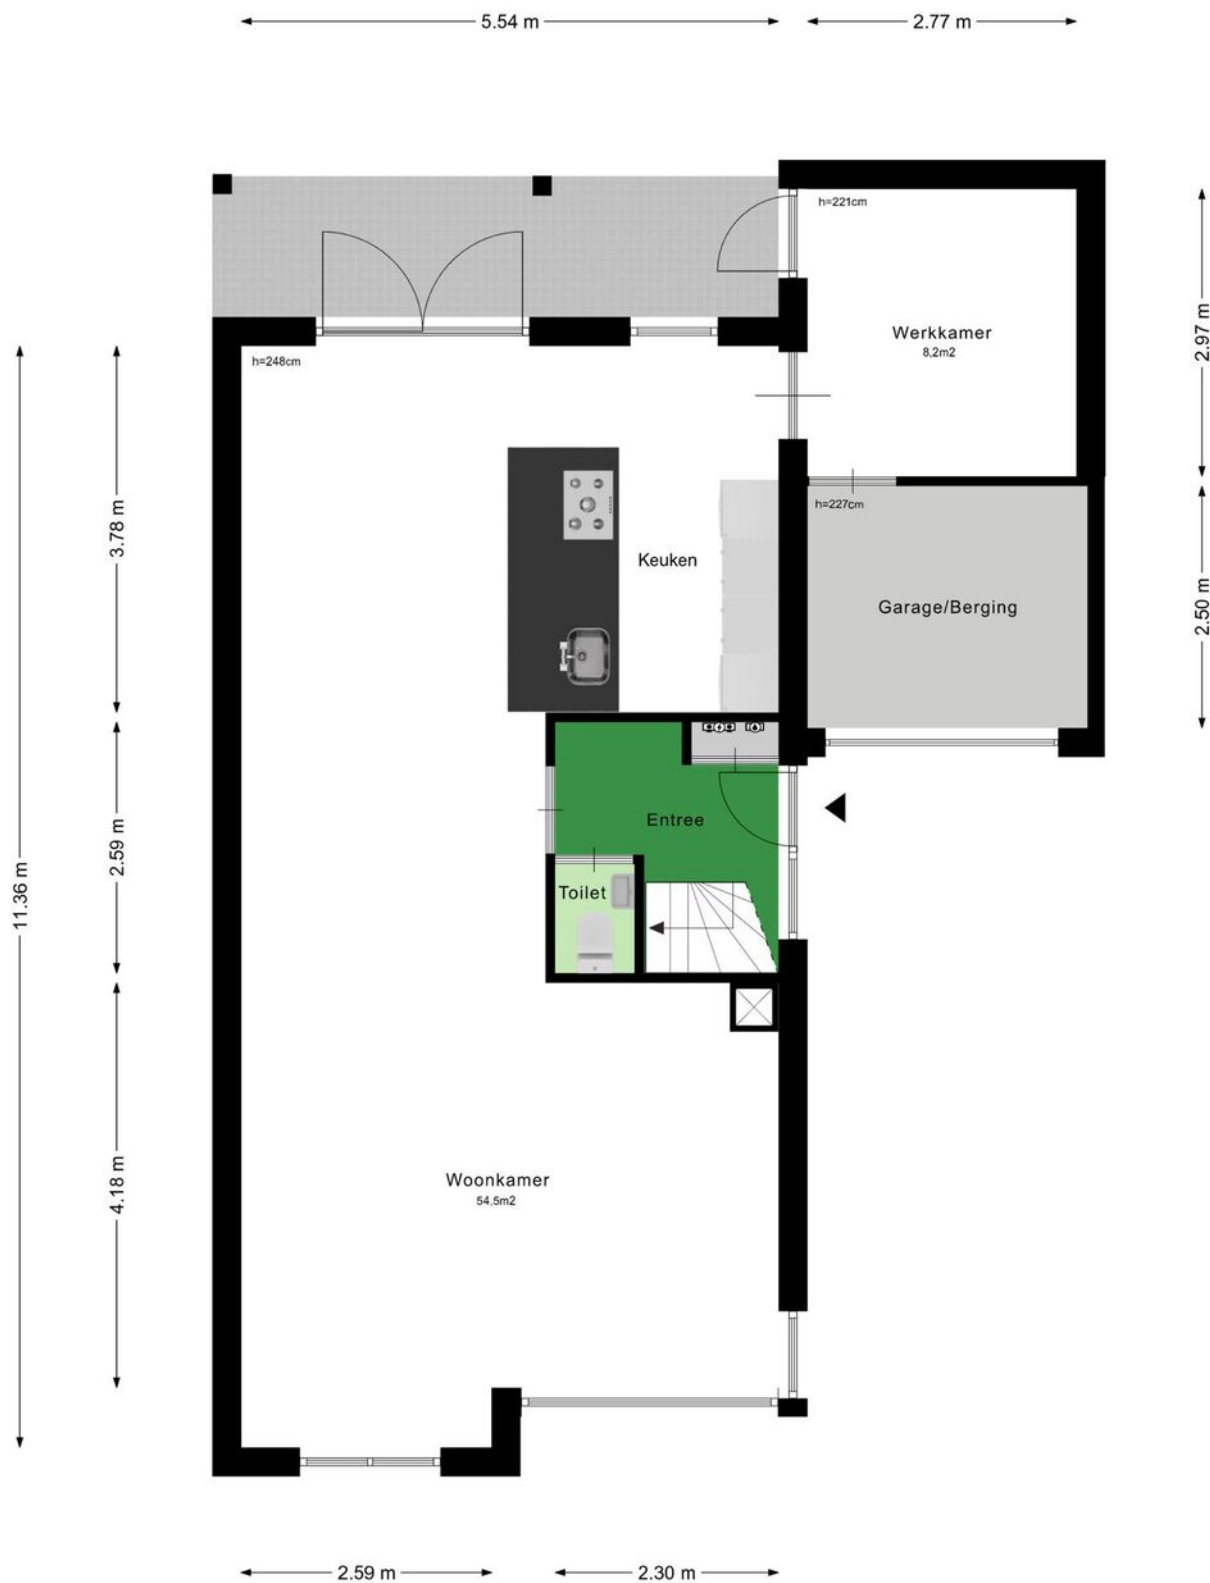 5.54 m
2.77 m
h=221cm
Werkkamer
8,2m2
2.97 m
h=248cm
h=227cm
3.78 m
Keuken
Garage/Berging
2.50 m
Entree
2.59 m
11.36 m
Toilet
4.18 m
Woonkamer
54,5m2
2.59 m
2.30 m